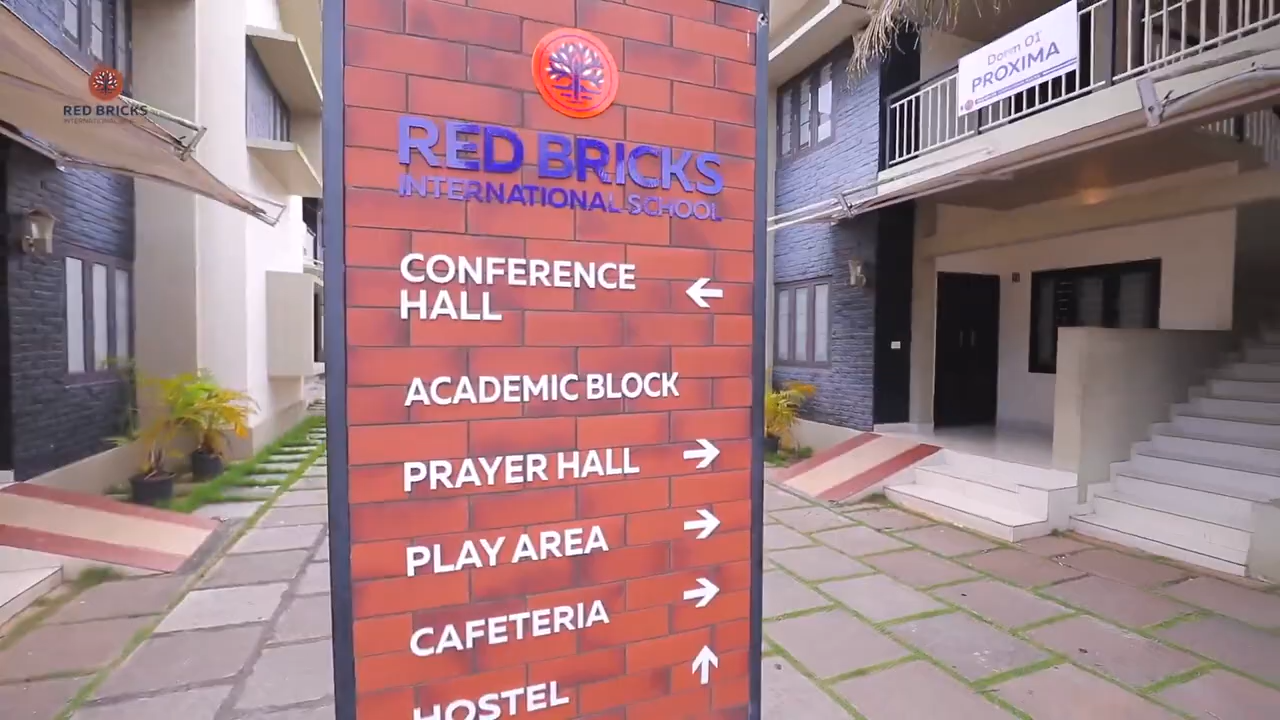 RED BRICKS
INTERNATIONAL SCHOOL
CONFERENCE
HALL
←
ACADEMIC BLOCK
PRAYER HALL →
PLAY AREA →
CAFETERIA →
HOSTEL ↑
Dorm 01
PROXIMA
RED BRICKS